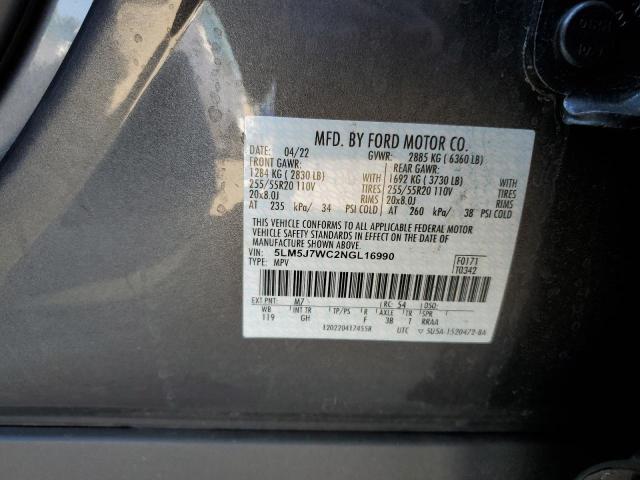 MFD. BY FORD MOTOR CO.
DATE: 04/22 GVWR: 2885 KG ( 6360 LB)
FRONT GAWR: REAR GAWR:
1284 KG ( 2830 LB) WITH 1692 KG ( 3730 LB) WITH
255/55R20 110V TIRES 255/55R20 110V TIRES
20x8.0J RIMS 20x8.0J RIMS
AT 235 kPa/ 34 PSI COLD AT 260 kPa/ 38 PSI COLD
THIS VEHICLE CONFORMS TO ALL APPLICABLE FEDERAL MOTOR
VEHICLE SAFETY STANDARDS IN EFFECT ON THE DATE OF
MANUFACTURE SHOWN ABOVE.
VIN: 5LM5J7WC2NGL16990 F0171
TYPE: MPV T0342
EXT PNT: M7 RC: 54 DSO:
WB INT TR TP/PS R AXLE TR SPR
119 GH F 3B T RRAA
12022041745SR UTC ▽ 5U5A-1520472-BA